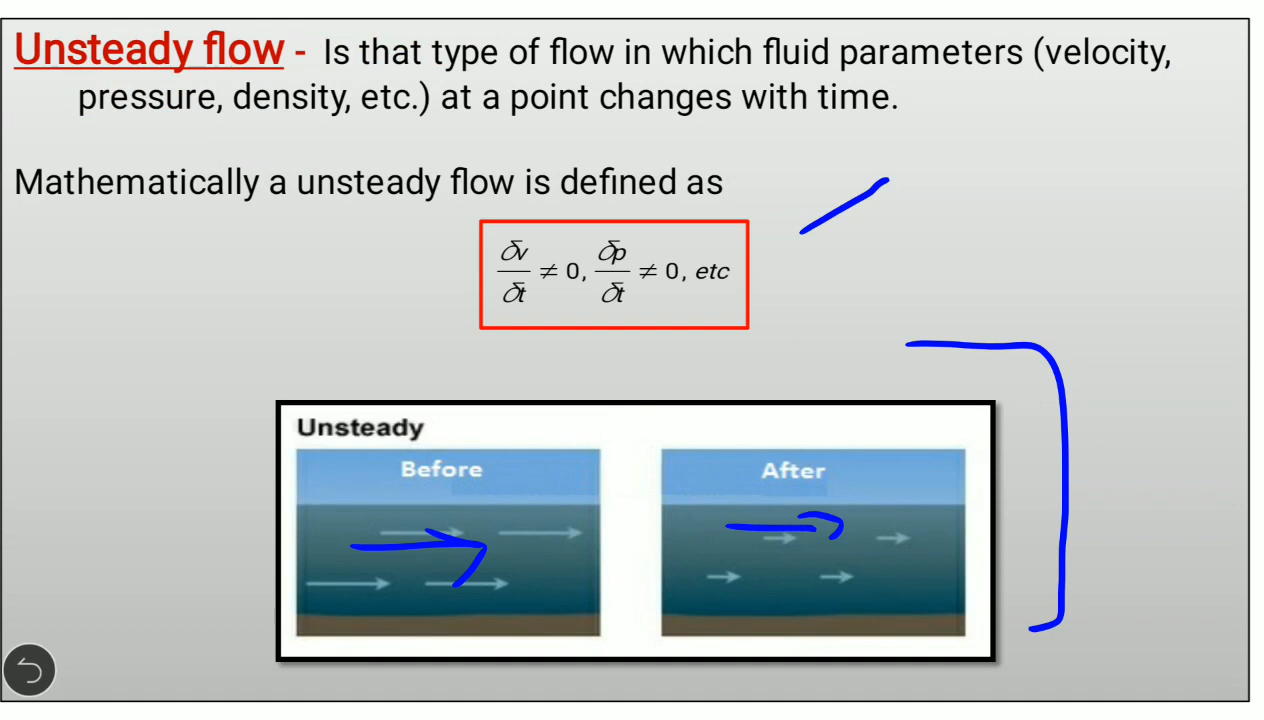 Unsteady flow - Is that type of flow in which fluid parameters (velocity,
pressure, density, etc.) at a point changes with time.
Mathematically a unsteady flow is defined as
δv/δt ≠ 0, δp/δt ≠ 0, etc
Unsteady
Before
After